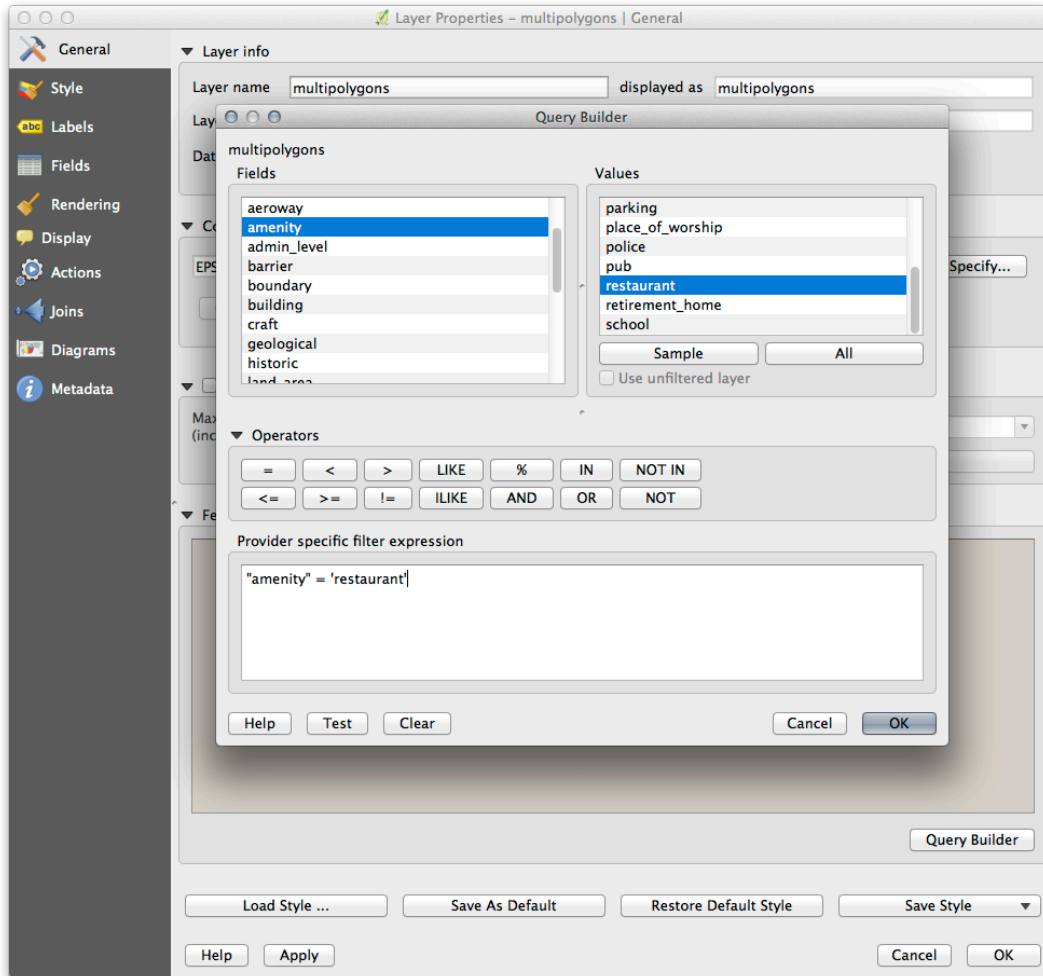 Layer Properties - multipolygons | General
General
Style
Labels
Fields
Rendering
Display
Actions
Joins
Diagrams
Metadata
Layer info
Layer name multipolygons displayed as multipolygons
Query Builder
multipolygons
Fields
aeroway
amenity
admin_level
barrier
boundary
building
craft
geological
historic
land_area
Values
parking
place_of_worship
police
pub
restaurant
retirement_home
school
Sample All
Use unfiltered layer
Specify...
Operators
= < > LIKE % IN NOT IN
<= >= != ILIKE AND OR NOT
Provider specific filter expression
"amenity" = 'restaurant'
Help Test Clear Cancel OK
Query Builder
Load Style ... Save As Default Restore Default Style Save Style
Help Apply Cancel OK